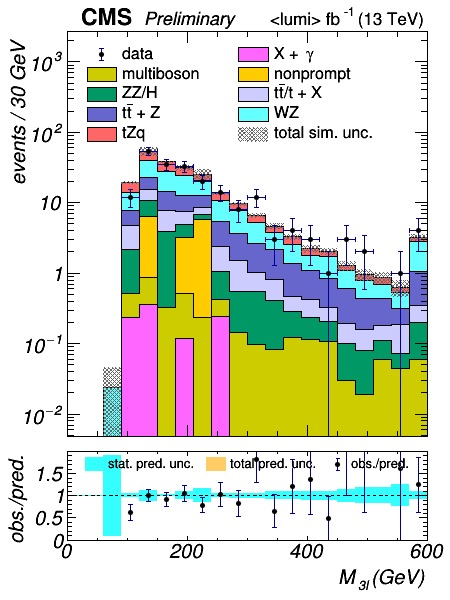 CMS Preliminary <lumi> fb⁻¹ (13 TeV)
events / 30 GeV
10³
10²
10
1
10⁻¹
10⁻²
data
multiboson
ZZ/H
tt̄ + Z
tZq
X + γ
nonprompt
tt̄/t + X
WZ
total sim. unc.
obs./pred.
1.5
1
0.5
0
stat. pred. unc. total pred. unc. obs./pred.
0 200 400 600
M₃ₗ (GeV)